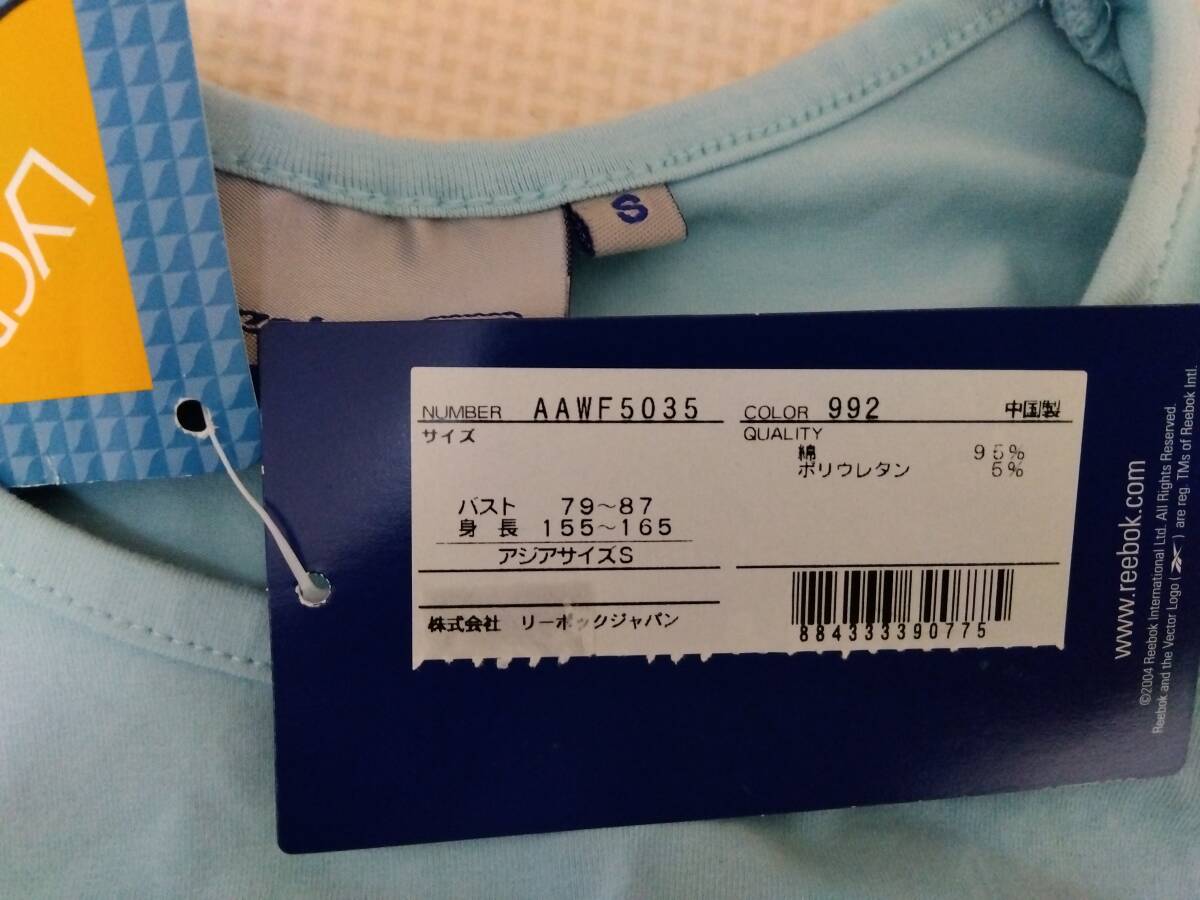 LYCR
S
NUMBER AAWF5035
サイズ
バスト 79～87
身長 155～165
アジアサイズS
株式会社 リーボックジャパン
COLOR 992 中国製
QUALITY
綿 95%
ポリウレタン 5%
884333390775
www.reebok.com
©2004 Reebok International Ltd. All Rights Reserved.
Reebok and the Vector Logo ( ) are reg. TMs of Reebok Intl.